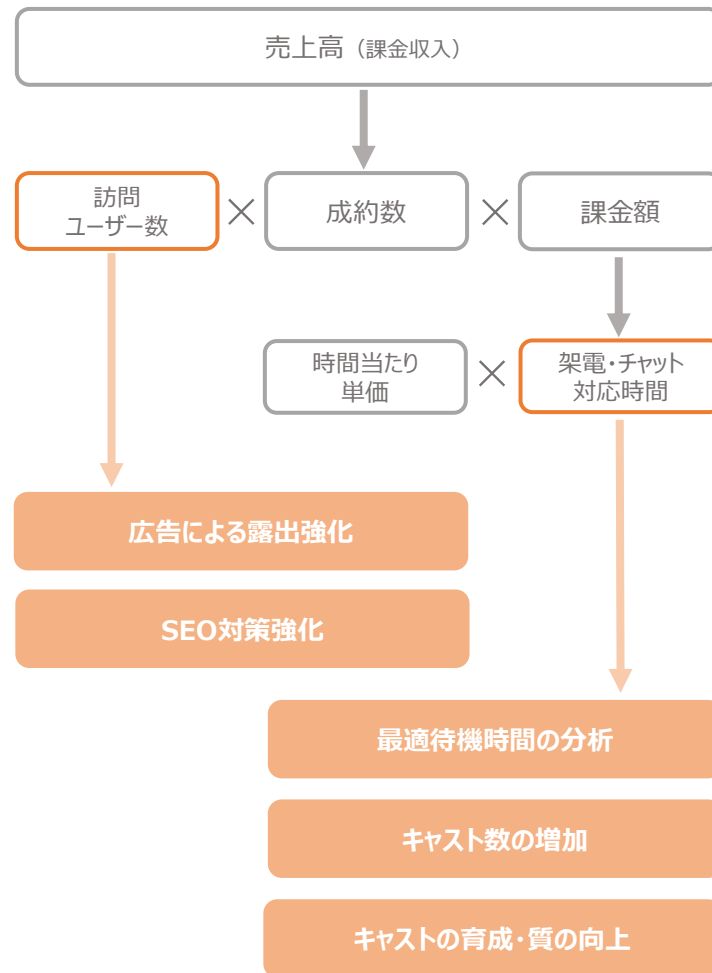 売上高（課金収入）
訪問
ユーザー数
×
成約数
×
課金額
時間当たり
単価
×
架電・チャット
対応時間
広告による露出強化
SEO対策強化
最適待機時間の分析
キャスト数の増加
キャストの育成・質の向上